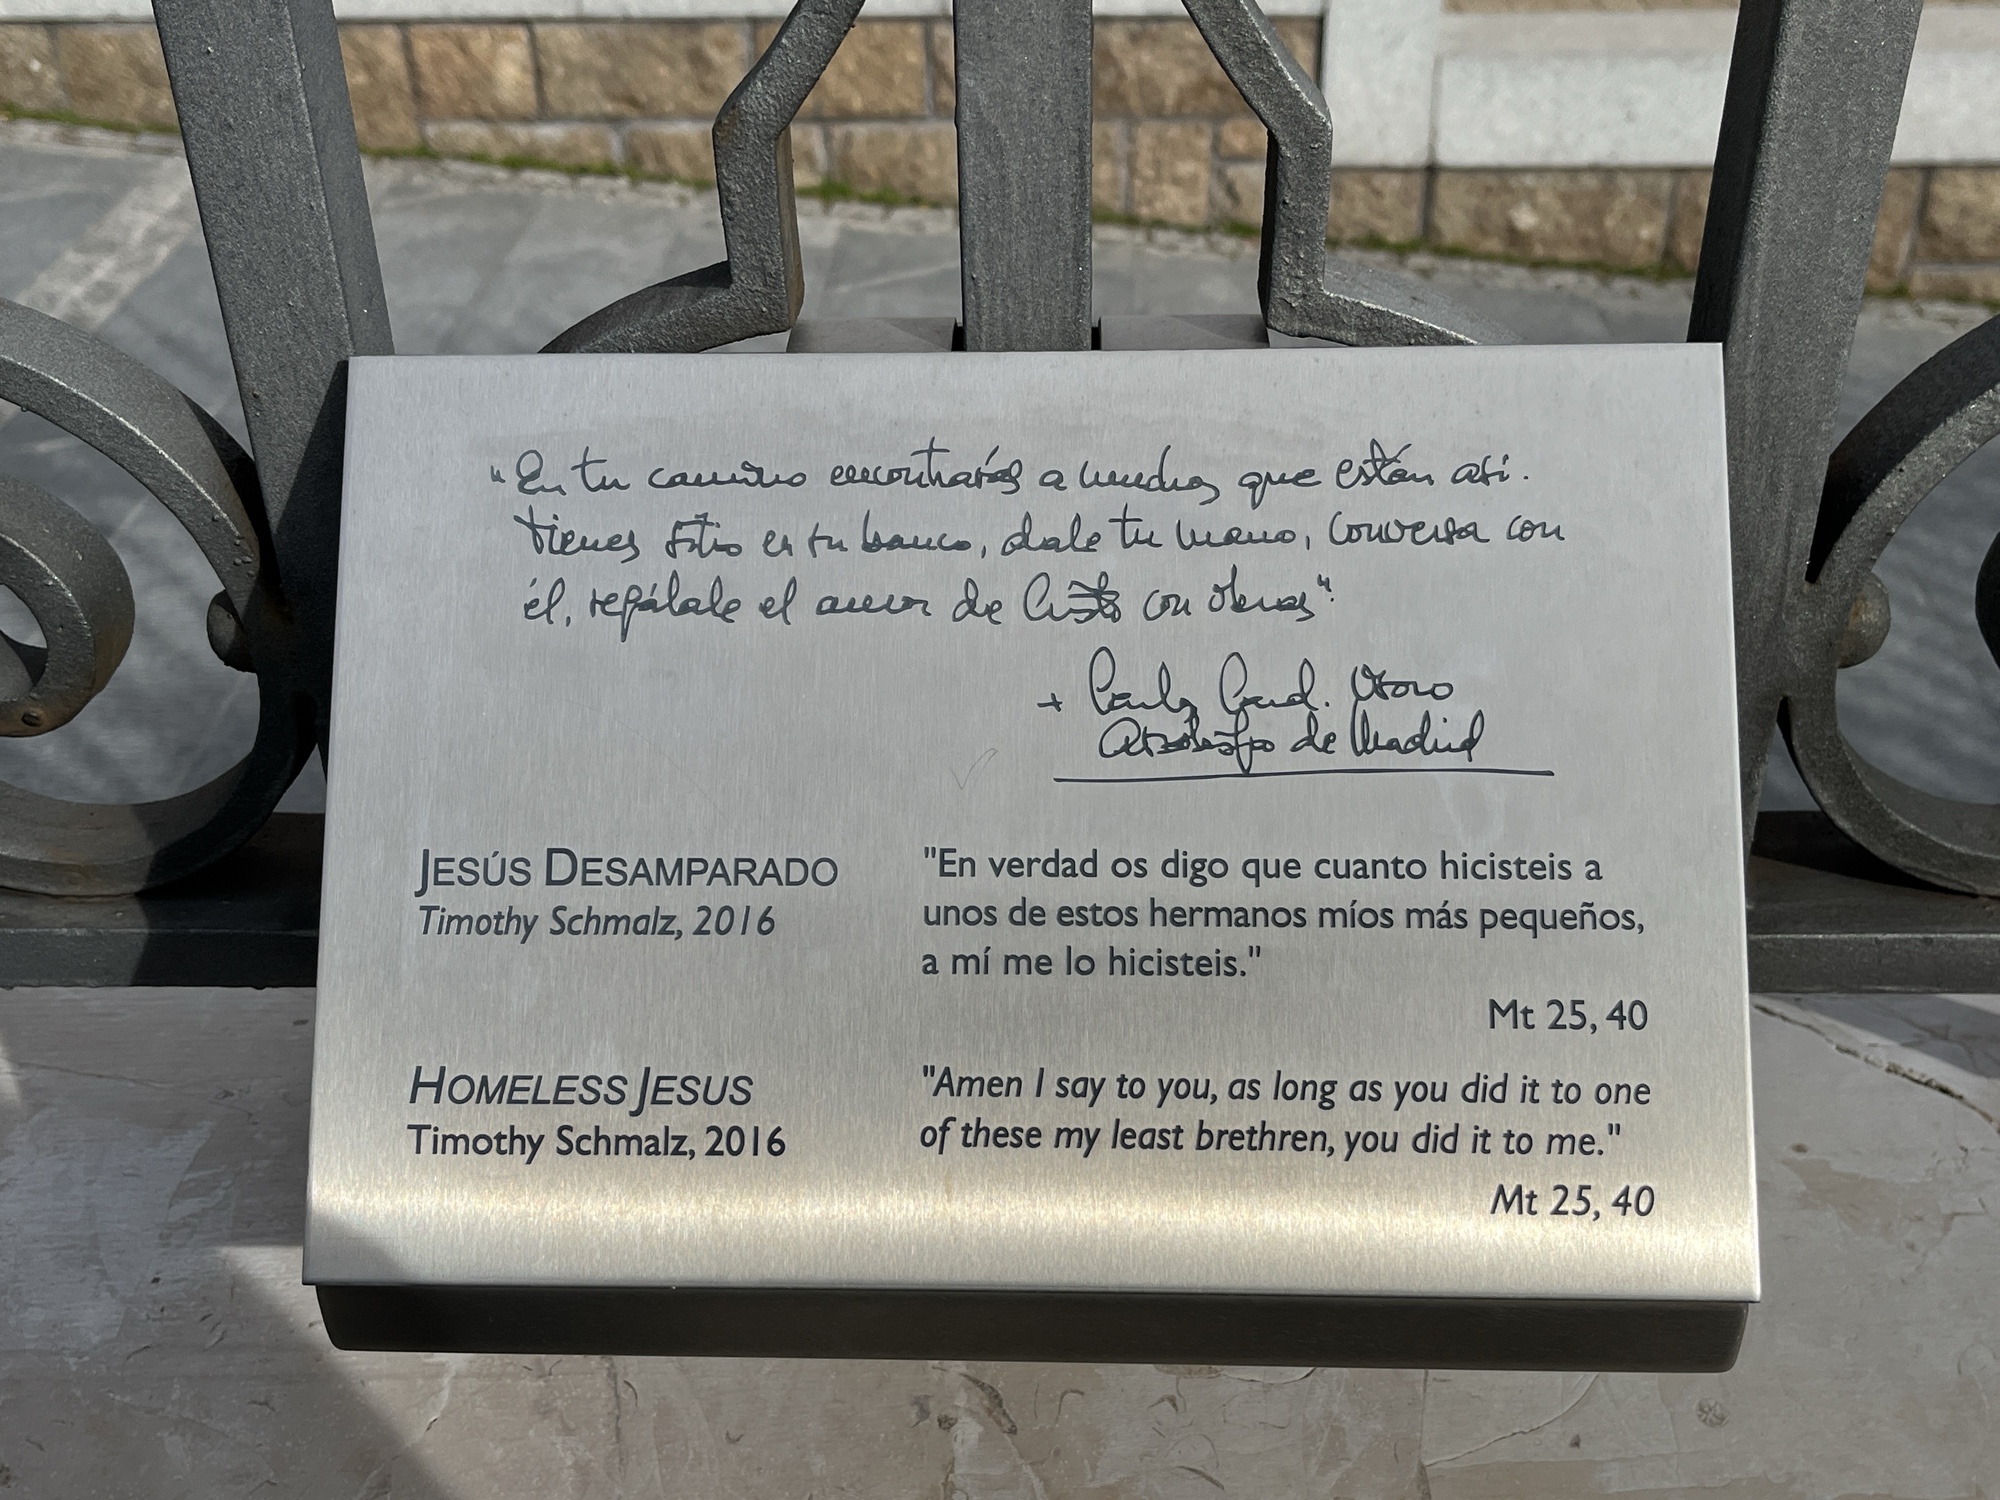 "En tu camino encontrarás a muchos que están así.
tienes sitio en tu banco, dale tu mano, conversa con
él, regálale el amor de Cristo con obras".
+ Carlos Card. Osoro
Arzobispo de Madrid
JESÚS DESAMPARADO
Timothy Schmalz, 2016
"En verdad os digo que cuanto hicisteis a
unos de estos hermanos míos más pequeños,
a mí me lo hicisteis."
Mt 25, 40
HOMELESS JESUS
Timothy Schmalz, 2016
"Amen I say to you, as long as you did it to one
of these my least brethren, you did it to me."
Mt 25, 40